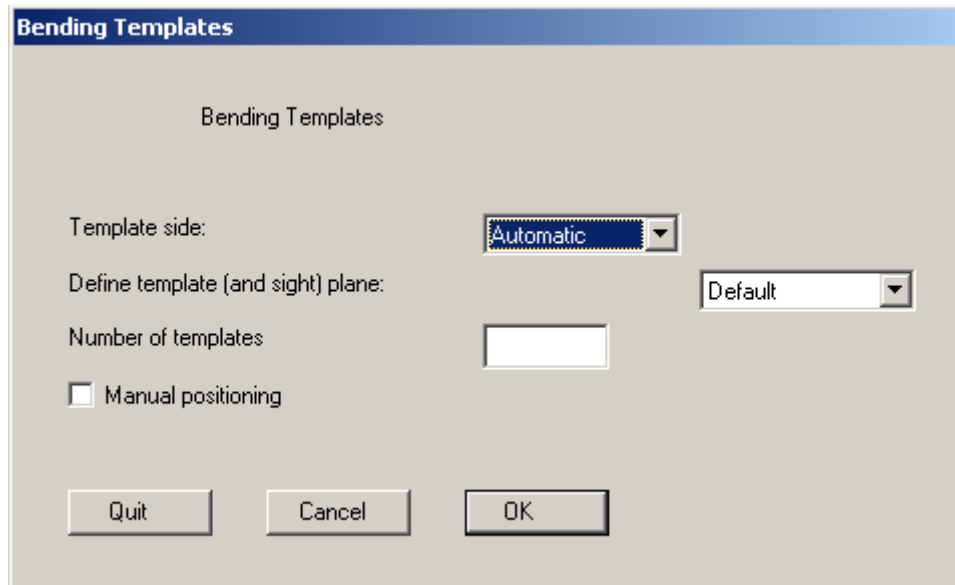 Bending Templates
Bending Templates
Template side: Automatic
Define template (and sight) plane: Default
Number of templates
Manual positioning
Quit Cancel OK